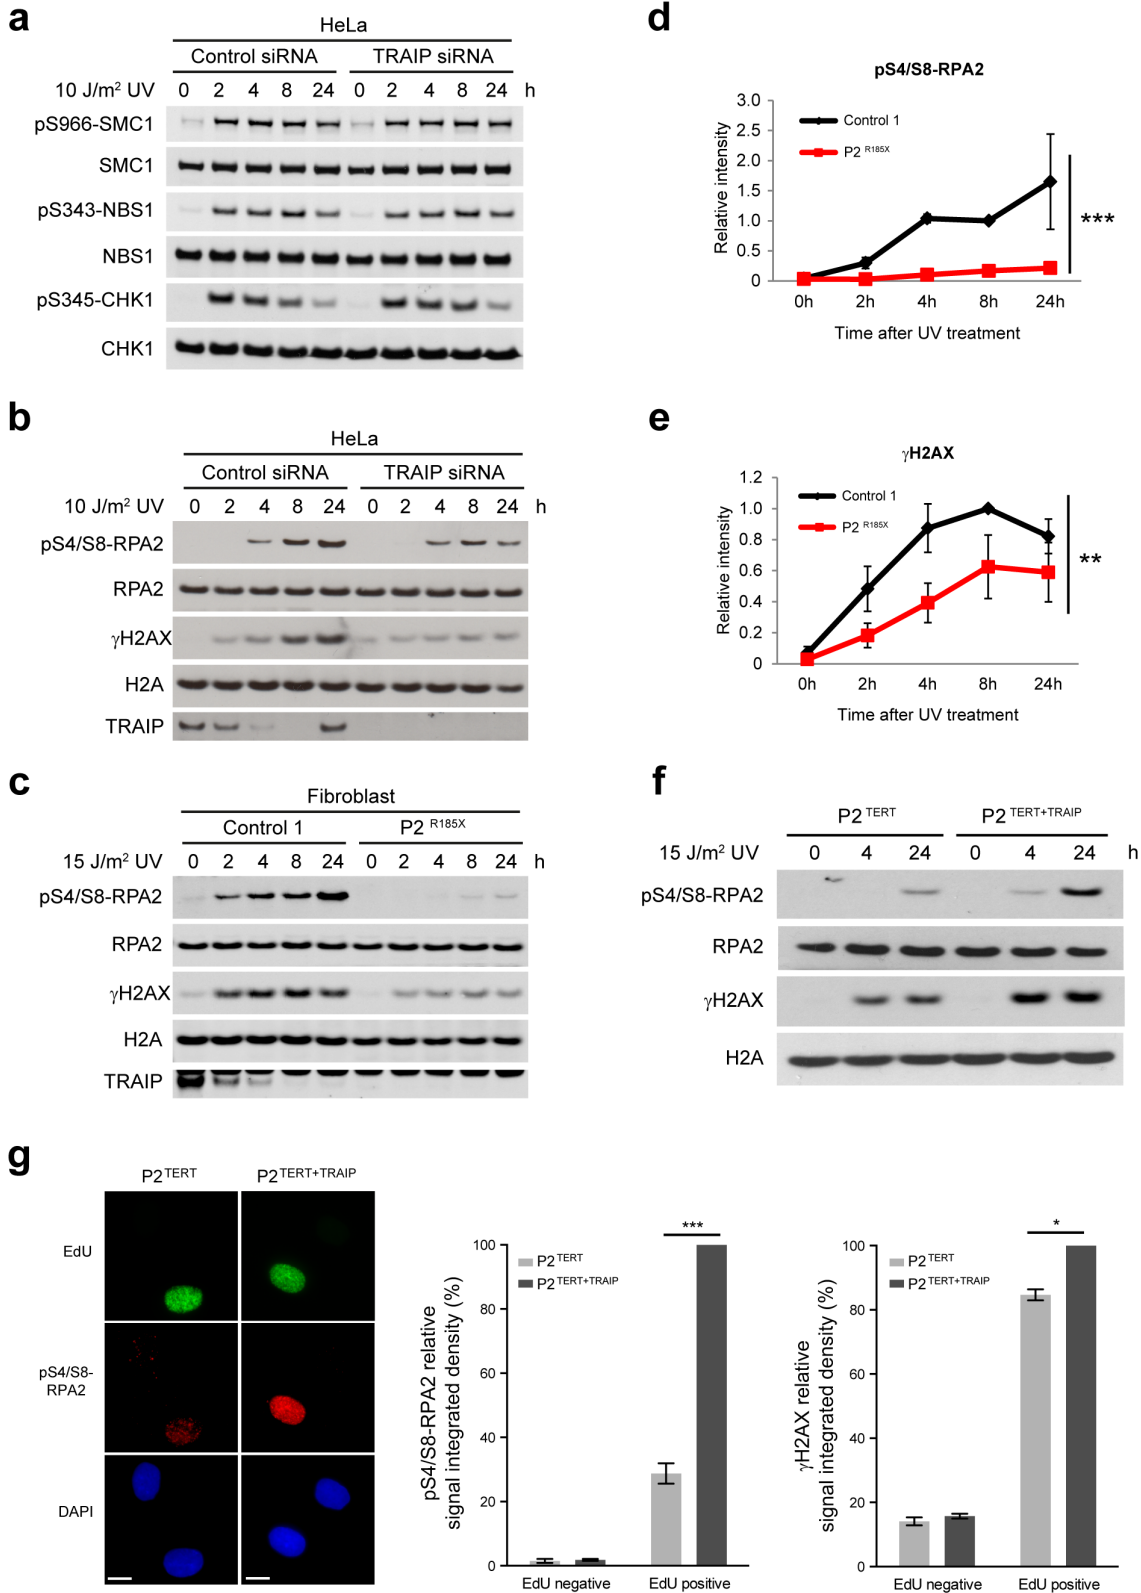 a
HeLa
Control siRNA TRAIP siRNA
10 J/m² UV 0 2 4 8 24 0 2 4 8 24 h
pS966-SMC1
SMC1
pS343-NBS1
NBS1
pS345-CHK1
CHK1
b
HeLa
Control siRNA TRAIP siRNA
10 J/m² UV 0 2 4 8 24 0 2 4 8 24 h
pS4/S8-RPA2
RPA2
γH2AX
H2A
TRAIP
c
Fibroblast
Control 1 P2 R185X
15 J/m² UV 0 2 4 8 24 0 2 4 8 24 h
pS4/S8-RPA2
RPA2
γH2AX
H2A
TRAIP
d
pS4/S8-RPA2
Relative intensity
3.0
2.0
1.5
1.0
0.5
0
Control 1
P2 R185X
***
0h 2h 4h 8h 24h
Time after UV treatment
e
γH2AX
Relative intensity
1.2
1.0
0.8
0.6
0.4
0.2
0
Control 1
P2 R185X
**
0h 2h 4h 8h 24h
Time after UV treatment
f
P2 TERT P2 TERT+TRAIP
15 J/m² UV 0 4 24 0 4 24 h
pS4/S8-RPA2
RPA2
γH2AX
H2A
g
P2 TERT P2 TERT+TRAIP
EdU
pS4/S8-
RPA2
DAPI
pS4/S8-RPA2 relative
signal integrated density (%)
100
80
60
40
20
0
P2 TERT
P2 TERT+TRAIP
***
EdU negative EdU positive
γH2AX relative
signal integrated density (%)
100
80
60
40
20
0
P2 TERT
P2 TERT+TRAIP
*
EdU negative EdU positive